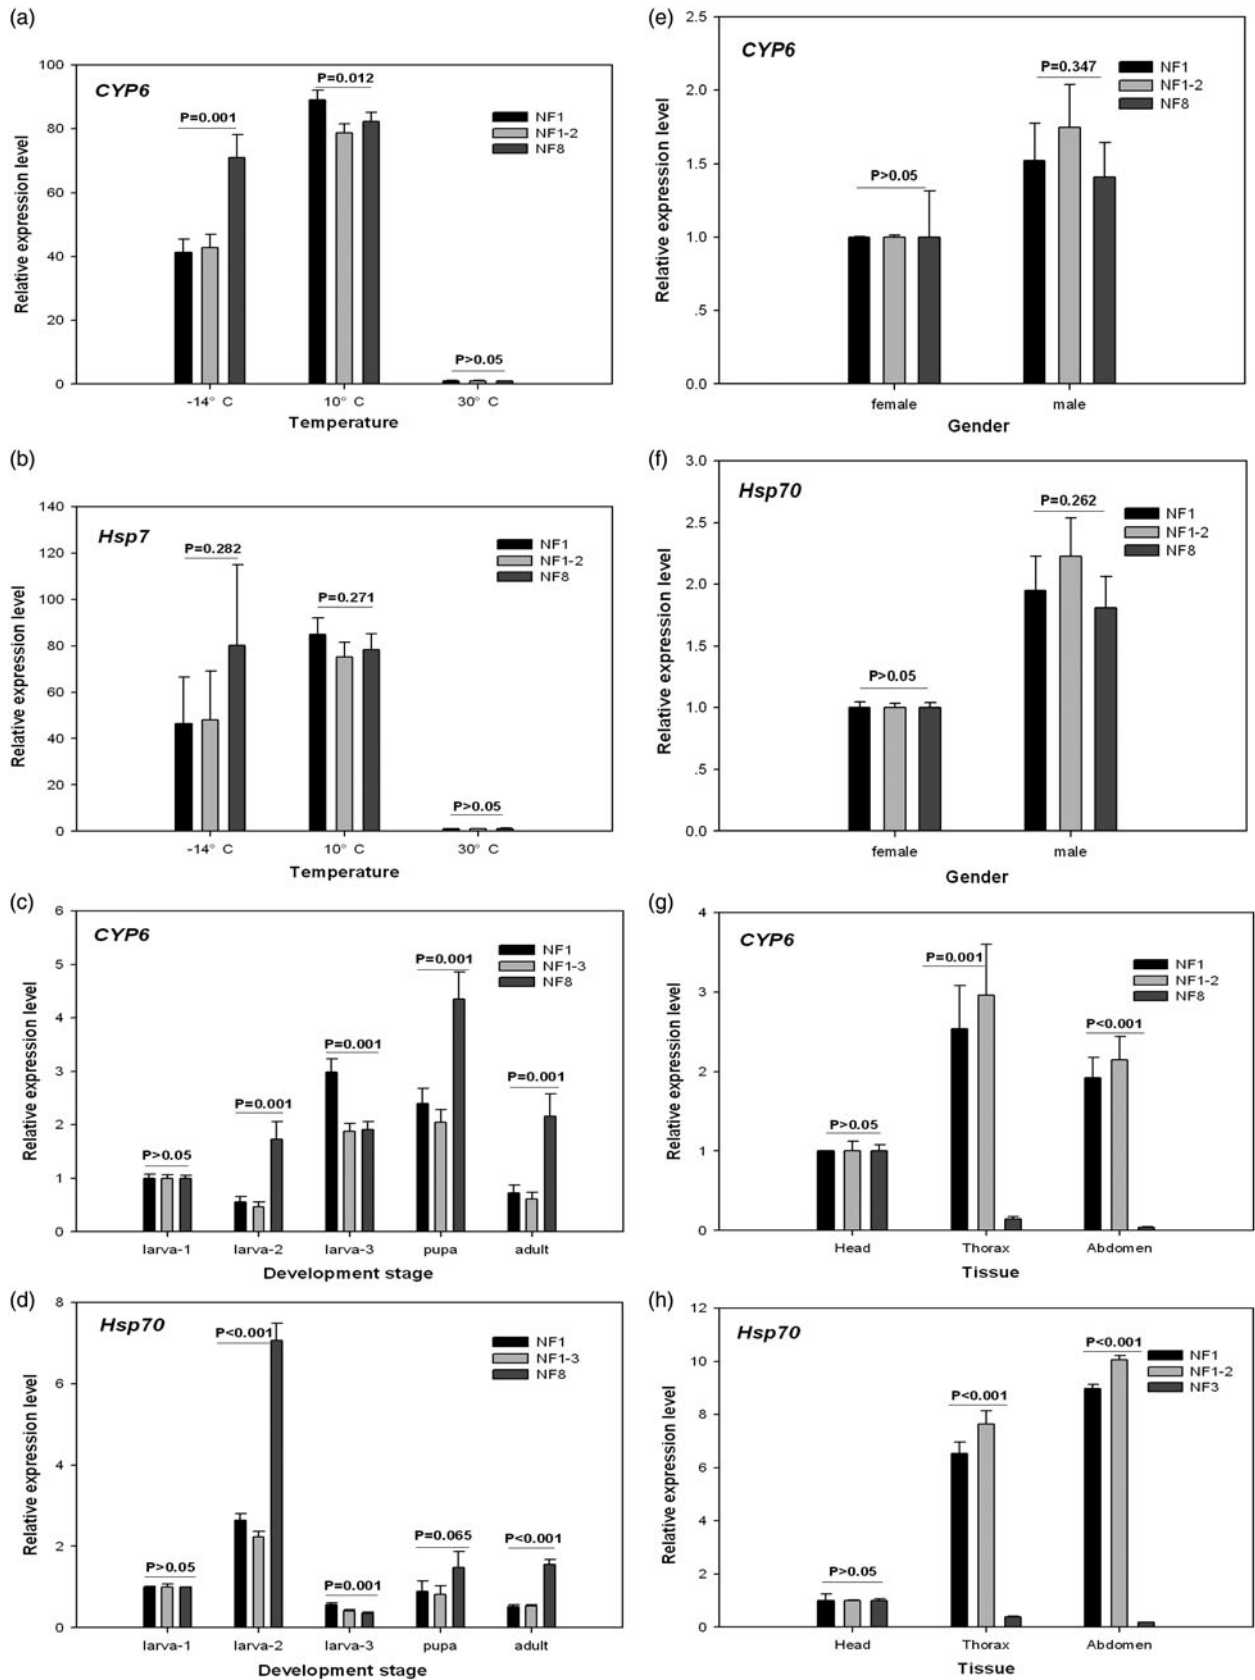 (a)
CYP6
P=0.001
P=0.012
P>0.05
NF1
NF1-2
NF8
Relative expression level
100
80
60
40
20
0
-14° C
10° C
30° C
Temperature
(b)
Hsp7
P=0.282
P=0.271
P>0.05
NF1
NF1-2
NF8
Relative expression level
140
120
100
80
60
40
20
0
-14° C
10° C
30° C
Temperature
(c)
CYP6
P>0.05
P=0.001
P=0.001
P=0.001
P=0.001
NF1
NF1-3
NF8
Relative expression level
6
5
4
3
2
1
0
larva-1
larva-2
larva-3
pupa
adult
Development stage
(d)
Hsp70
P>0.05
P<0.001
P=0.001
P=0.065
P<0.001
NF1
NF1-3
NF8
Relative expression level
8
6
4
2
0
larva-1
larva-2
larva-3
pupa
adult
Development stage
(e)
CYP6
P>0.05
P=0.347
NF1
NF1-2
NF8
Relative expression level
2.5
2.0
1.5
1.0
.5
0.0
female
male
Gender
(f)
Hsp70
P>0.05
P=0.262
NF1
NF1-2
NF8
Relative expression level
3.0
2.5
2.0
1.5
1.0
.5
0.0
female
male
Gender
(g)
CYP6
P>0.05
P=0.001
P<0.001
NF1
NF1-2
NF8
Relative expression level
4
3
2
1
0
Head
Thorax
Abdomen
Tissue
(h)
Hsp70
P>0.05
P<0.001
P<0.001
NF1
NF1-2
NF3
Relative expression level
12
10
8
6
4
2
0
Head
Thorax
Abdomen
Tissue